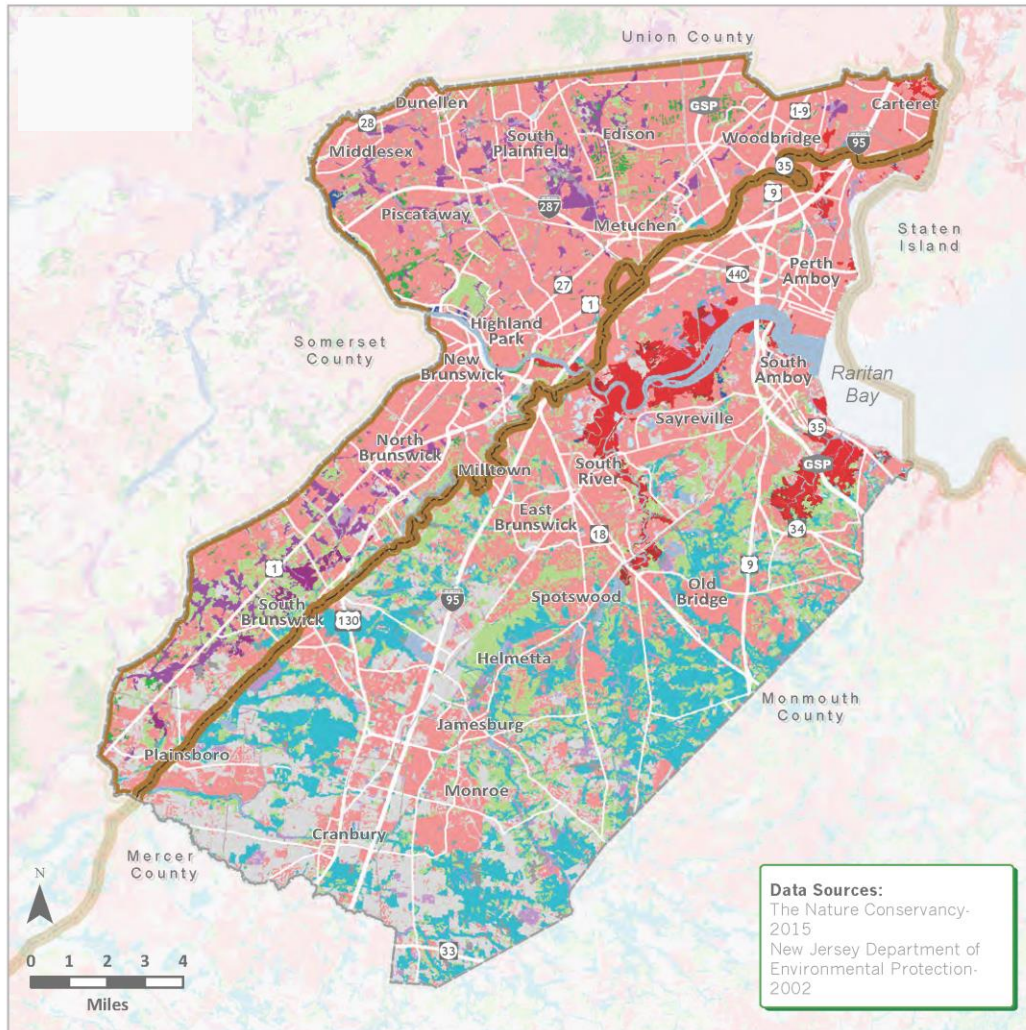 Union County
Dunellen
28
Middlesex
South
Plainfield
Edison
GSP
1-9
Woodbridge
Carteret
95
35
9
Piscataway
287
Metuchen
Staten
Island
Perth
Amboy
440
27
1
Highland
Park
Somerset
County
New
Brunswick
South
Amboy
Raritan
Bay
Sayreville
35
North
Brunswick
Milltown
South
River
GSP
East
Brunswick
18
34
1
9
South
Brunswick
130
95
Spotswood
Old
Bridge
Helmetta
Monmouth
County
Jamesburg
Plainsboro
Monroe
Cranbury
Mercer
County
N
0 1 2 3 4
Miles
33
Data Sources:
The Nature Conservancy-
2015
New Jersey Department of
Environmental Protection-
2002